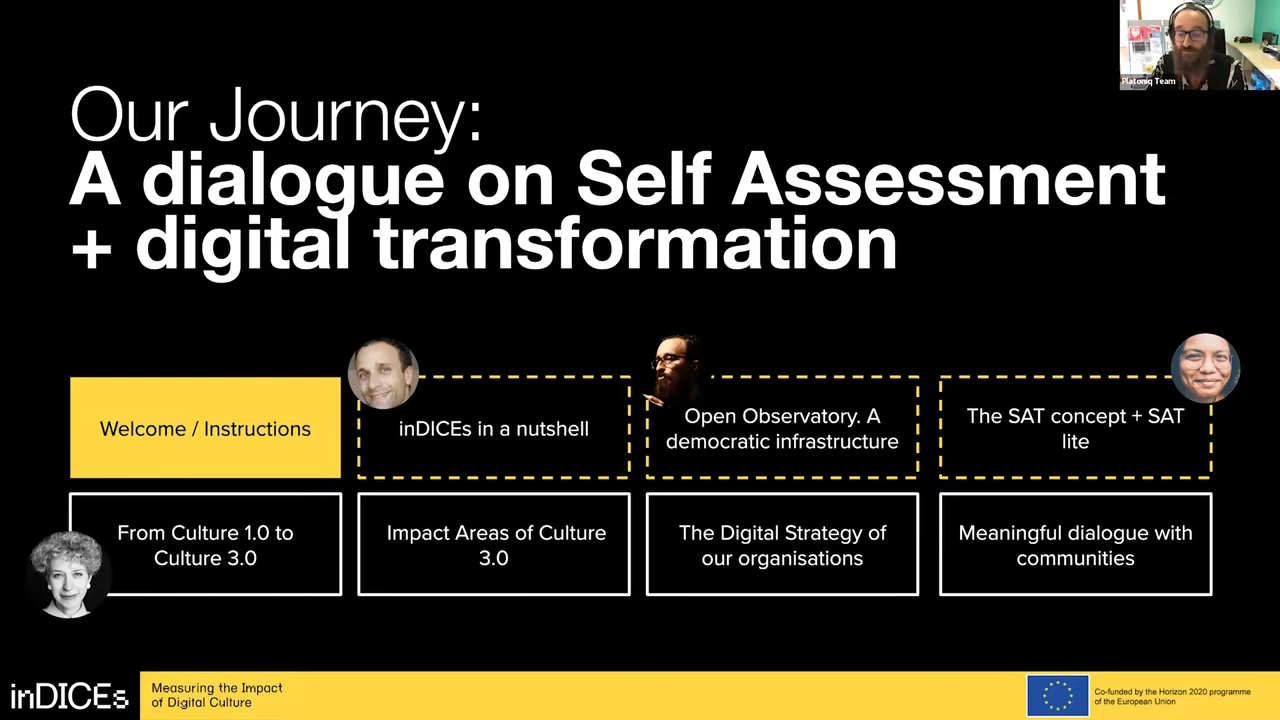 Platoniq Team
Our Journey:
A dialogue on Self Assessment
+ digital transformation
Welcome / Instructions
inDICEs in a nutshell
Open Observatory. A
democratic infrastructure
The SAT concept + SAT
lite
From Culture 1.0 to
Culture 3.0
Impact Areas of Culture
3.0
The Digital Strategy of
our organisations
Meaningful dialogue with
communities
inDICEs
Measuring the Impact
of Digital Culture
Co-funded by the Horizon 2020 programme
of the European Union